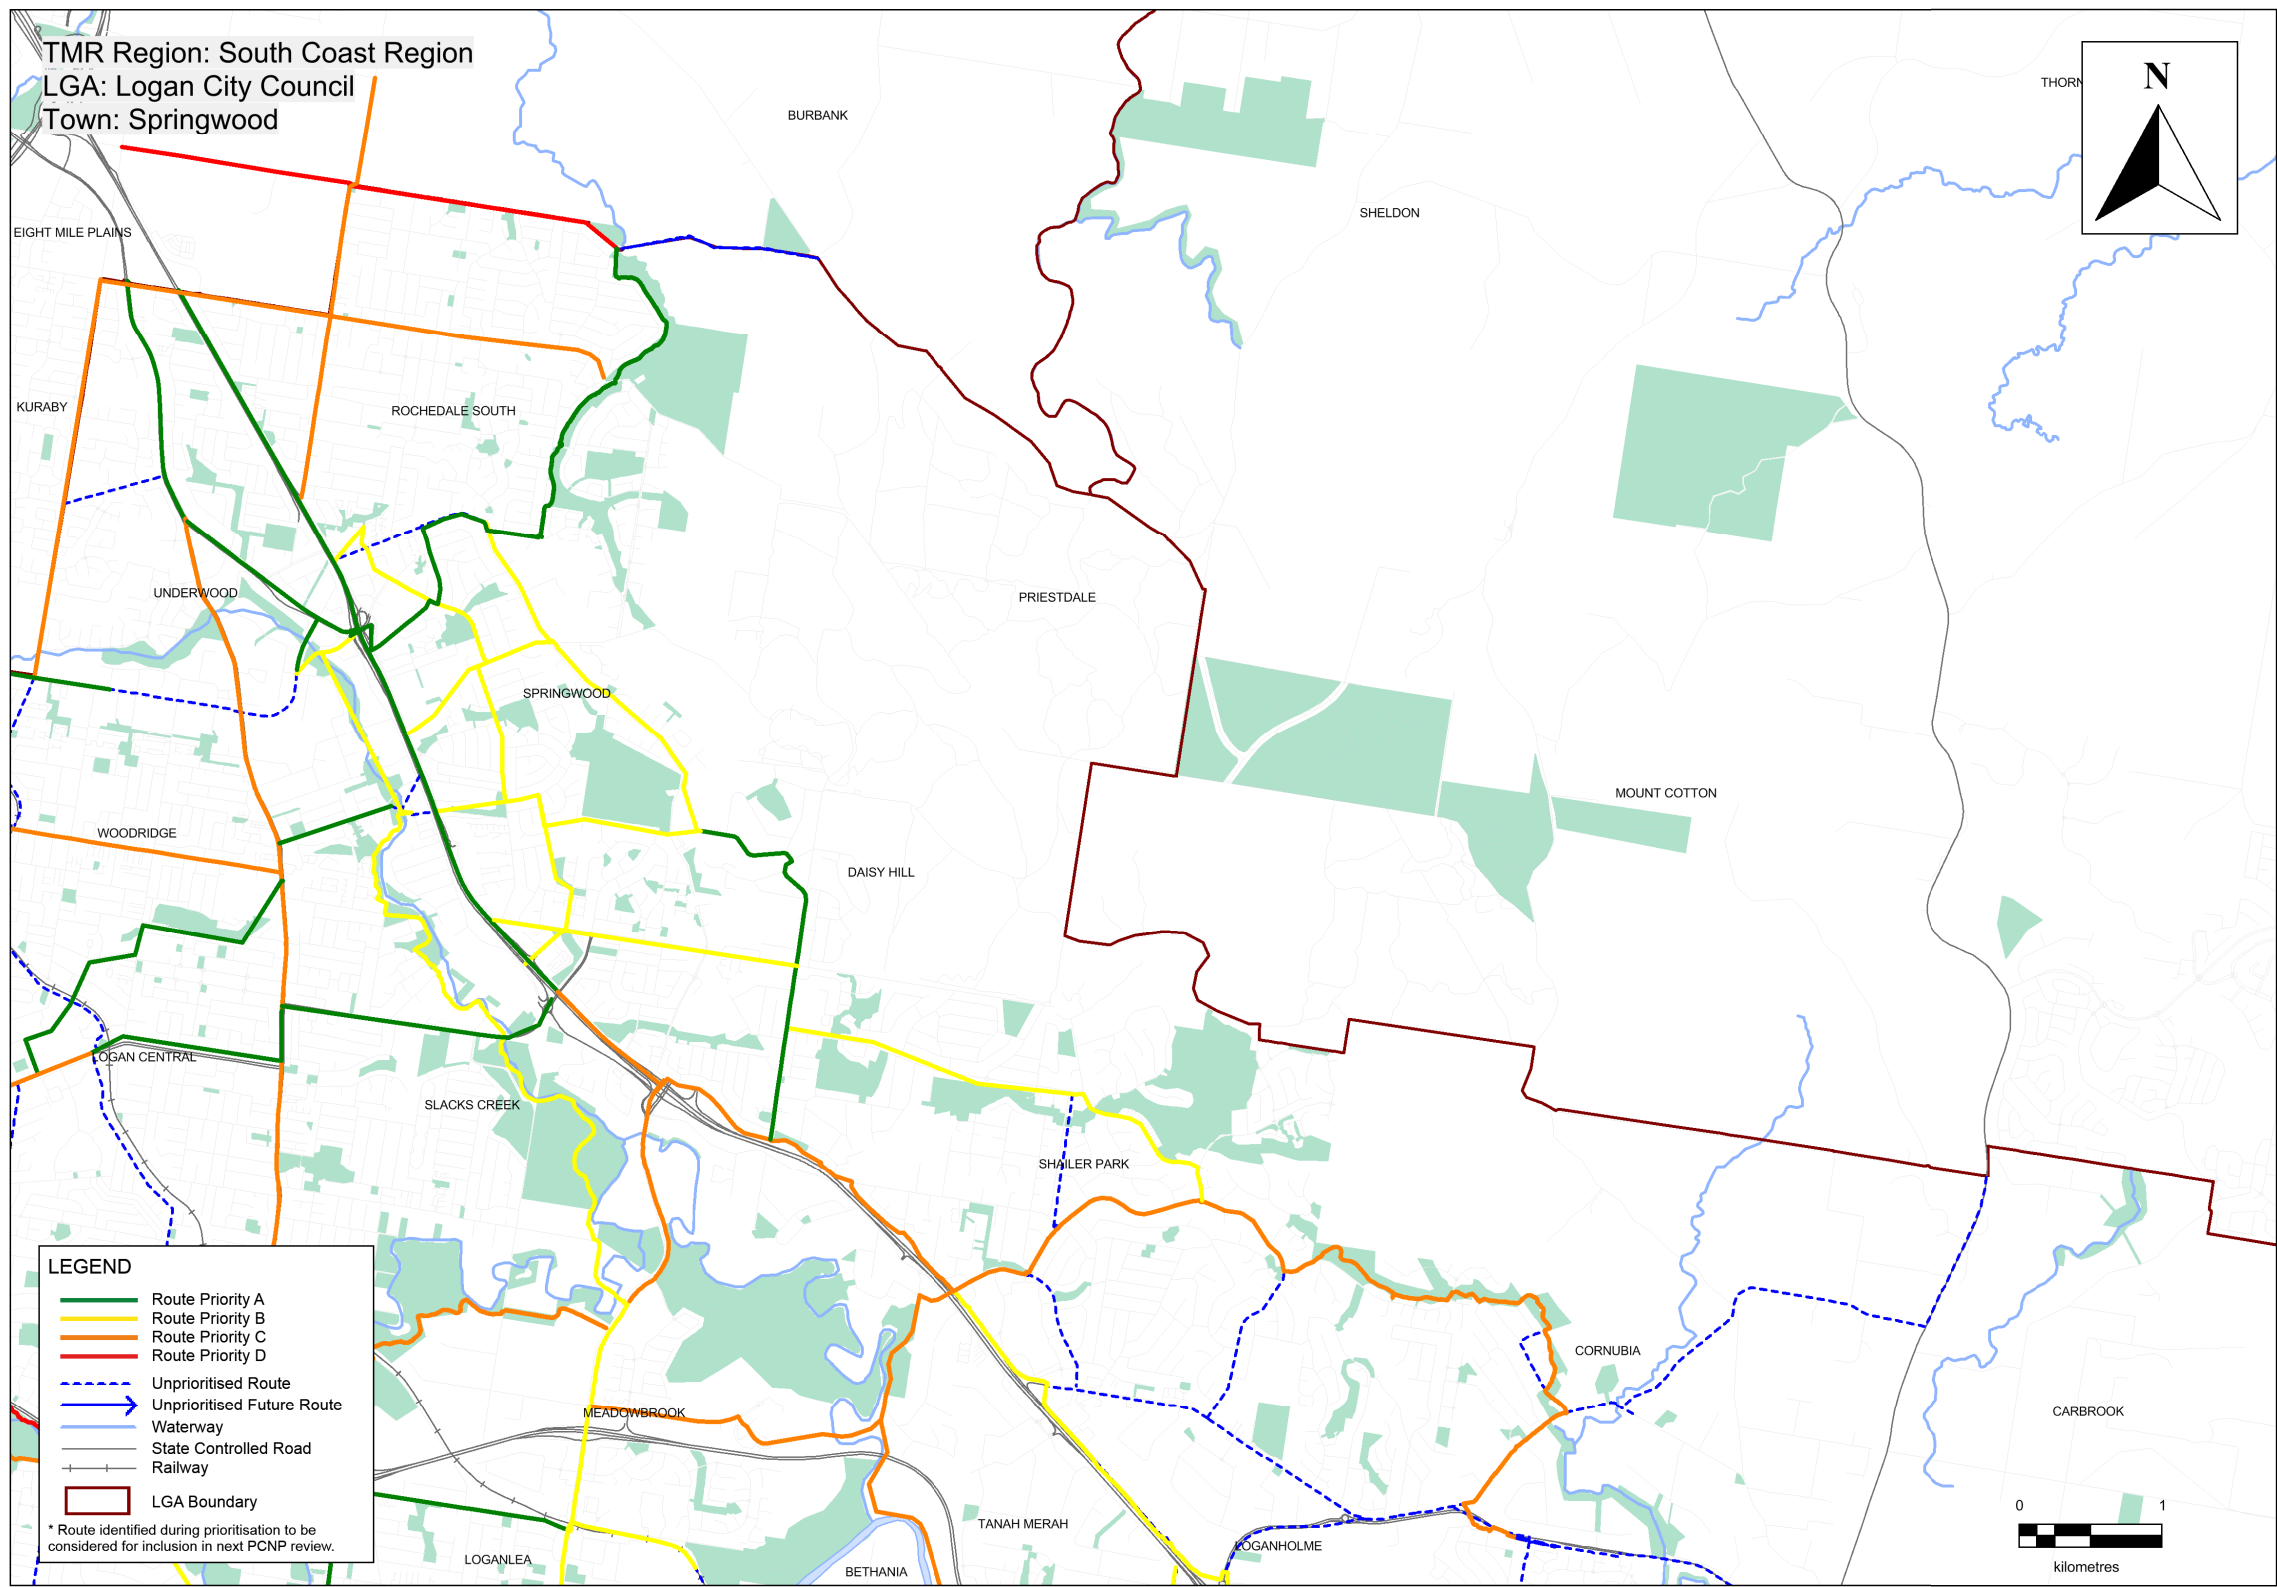 TMR Region: South Coast Region
LGA: Logan City Council
Town: Springwood
N
BURBANK
SHELDON
EIGHT MILE PLAINS
KURABY
ROCHEDALE SOUTH
UNDERWOOD
PRIESTDALE
SPRINGWOOD
MOUNT COTTON
WOODRIDGE
DAISY HILL
LOGAN CENTRAL
SLACKS CREEK
SHAILER PARK
CORNUBIA
CARBROOK
MEADOWBROOK
TANAH MERAH
LOGANHOLME
LOGANLEA
BETHANIA
LEGEND
Route Priority A
Route Priority B
Route Priority C
Route Priority D
Unprioritised Route
Unprioritised Future Route
Waterway
State Controlled Road
Railway
LGA Boundary
* Route identified during prioritisation to be
considered for inclusion in next PCNP review.
0 1
kilometres